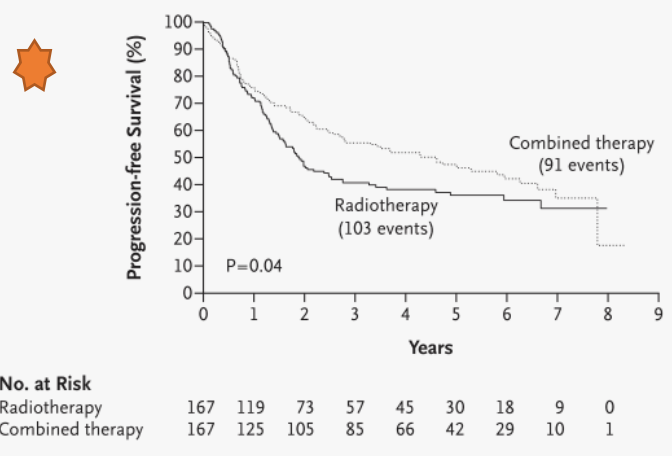 Progression-free Survival (%)
100
90
80
70
60
50
40
30
20
10
0
Combined therapy
(91 events)
Radiotherapy
(103 events)
P=0.04
0 1 2 3 4 5 6 7 8 9
Years
No. at Risk
Radiotherapy 167 119 73 57 45 30 18 9 0
Combined therapy 167 125 105 85 66 42 29 10 1